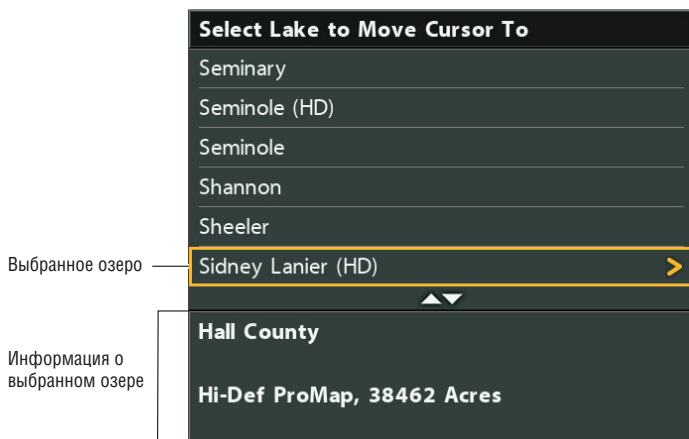 Select Lake to Move Cursor To
Seminary
Seminole (HD)
Seminole
Shannon
Sheeler
Выбранное озеро
Sidney Lanier (HD)
Hall County
Информация о
выбранном озере
Hi-Def ProMap, 38462 Acres